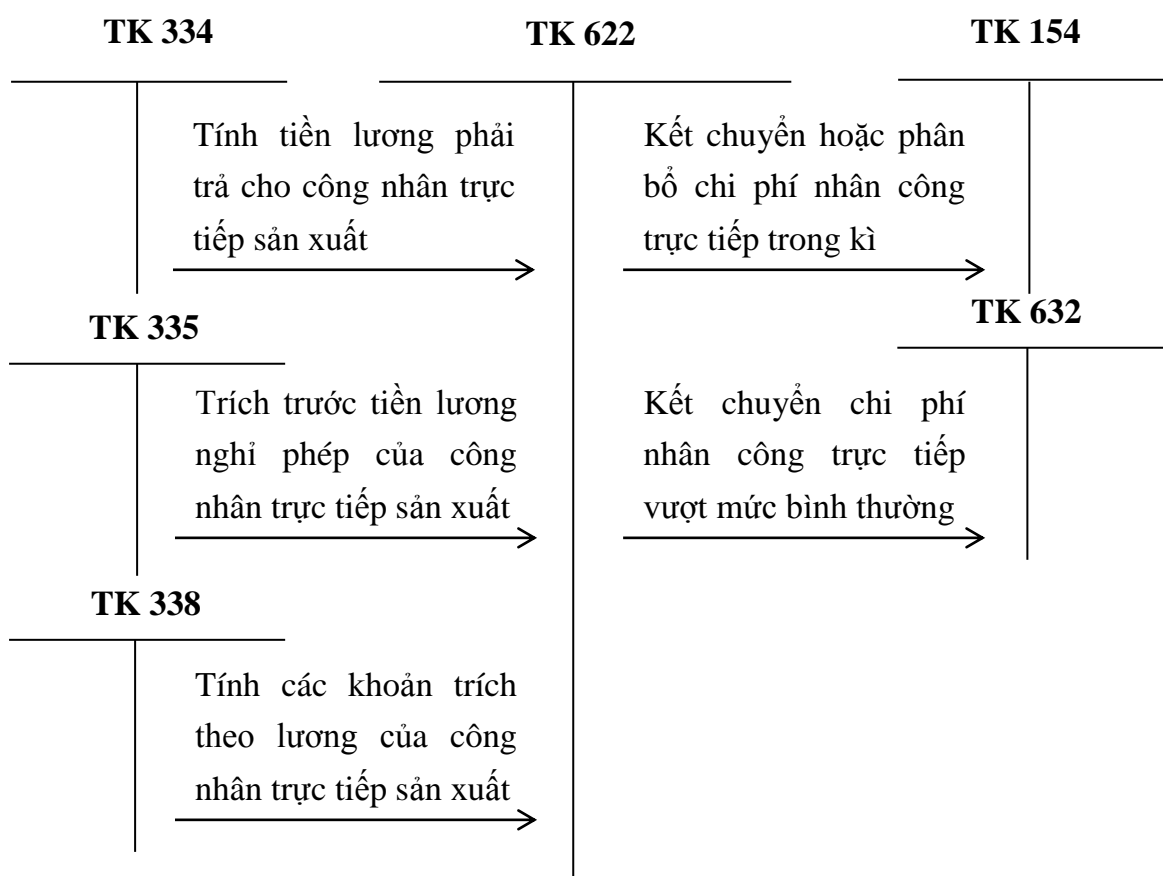 TK 334
TK 622
TK 154
Tính tiền lương phải
trả cho công nhân trực
tiếp sản xuất
Kết chuyển hoặc phân
bổ chi phí nhân công
trực tiếp trong kì
TK 335
TK 632
Trích trước tiền lương
nghỉ phép của công
nhân trực tiếp sản xuất
Kết chuyển chi phí
nhân công trực tiếp
vượt mức bình thường
TK 338
Tính các khoản trích
theo lương của công
nhân trực tiếp sản xuất